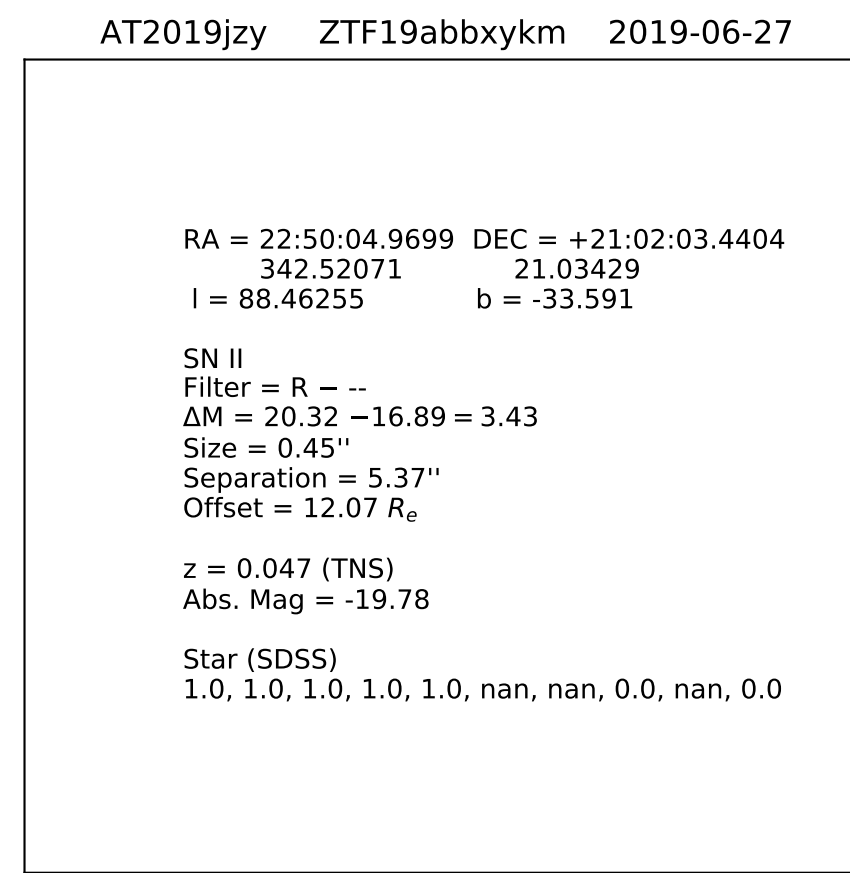 AT2019jzy ZTF19abbxykm 2019-06-27
RA = 22:50:04.9699 DEC = +21:02:03.4404
342.52071 21.03429
l = 88.46255 b = -33.591
SN II
Filter = R − --
ΔM = 20.32 −16.89 = 3.43
Size = 0.45''
Separation = 5.37''
Offset = 12.07 Rₑ
z = 0.047 (TNS)
Abs. Mag = -19.78
Star (SDSS)
1.0, 1.0, 1.0, 1.0, 1.0, nan, nan, 0.0, nan, 0.0